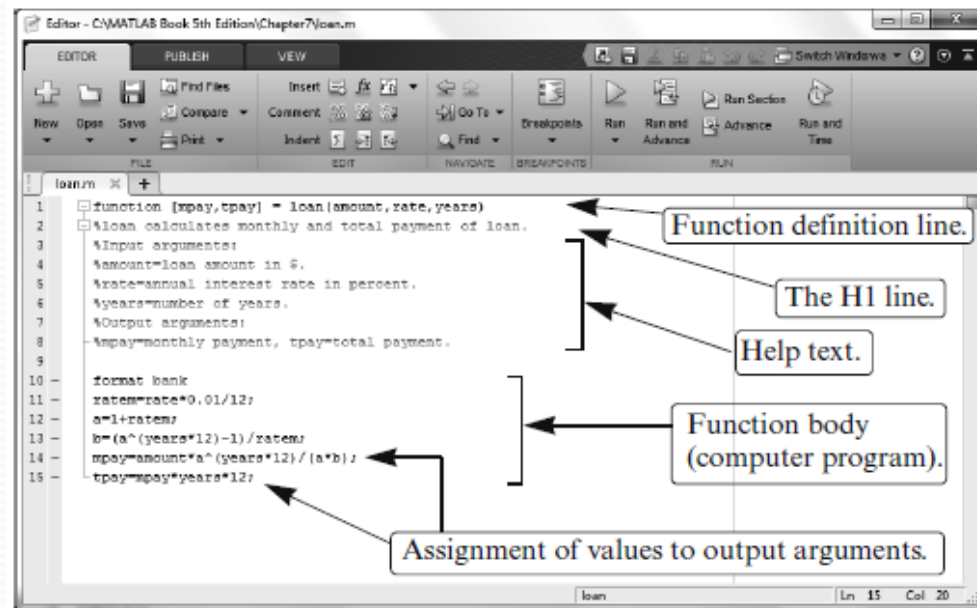 Editor - C:\MATLAB Book 5th Edition\Chapter7\loan.m
EDITOR PUBLISH VIEW Switch Windows
New Open Save Find Files Compare Print
Insert fx Comment Indent
Go To Find
Breakpoints
Run Run and Advance Run Section Advance Run and Time
FILE EDIT NAVIGATE BREAKPOINTS RUN
loan.m
1 function [mpay,tpay] = loan(amount,rate,years)
Function definition line.
2 %loan calculates monthly and total payment of loan.
The H1 line.
3 %Input arguments:
4 %amount=loan amount in $.
5 %rate=annual interest rate in percent.
6 %years=number of years.
7 %Output arguments:
8 %mpay=monthly payment, tpay=total payment.
Help text.
9
10 - format bank
11 - ratem=rate*0.01/12;
12 - a=1+ratem;
13 - b=(a^(years*12)-1)/ratem;
14 - mpay=amount*a^(years*12)/(a*b);
15 - tpay=mpay*years*12;
Function body
(computer program).
Assignment of values to output arguments.
loan Ln 15 Col 20